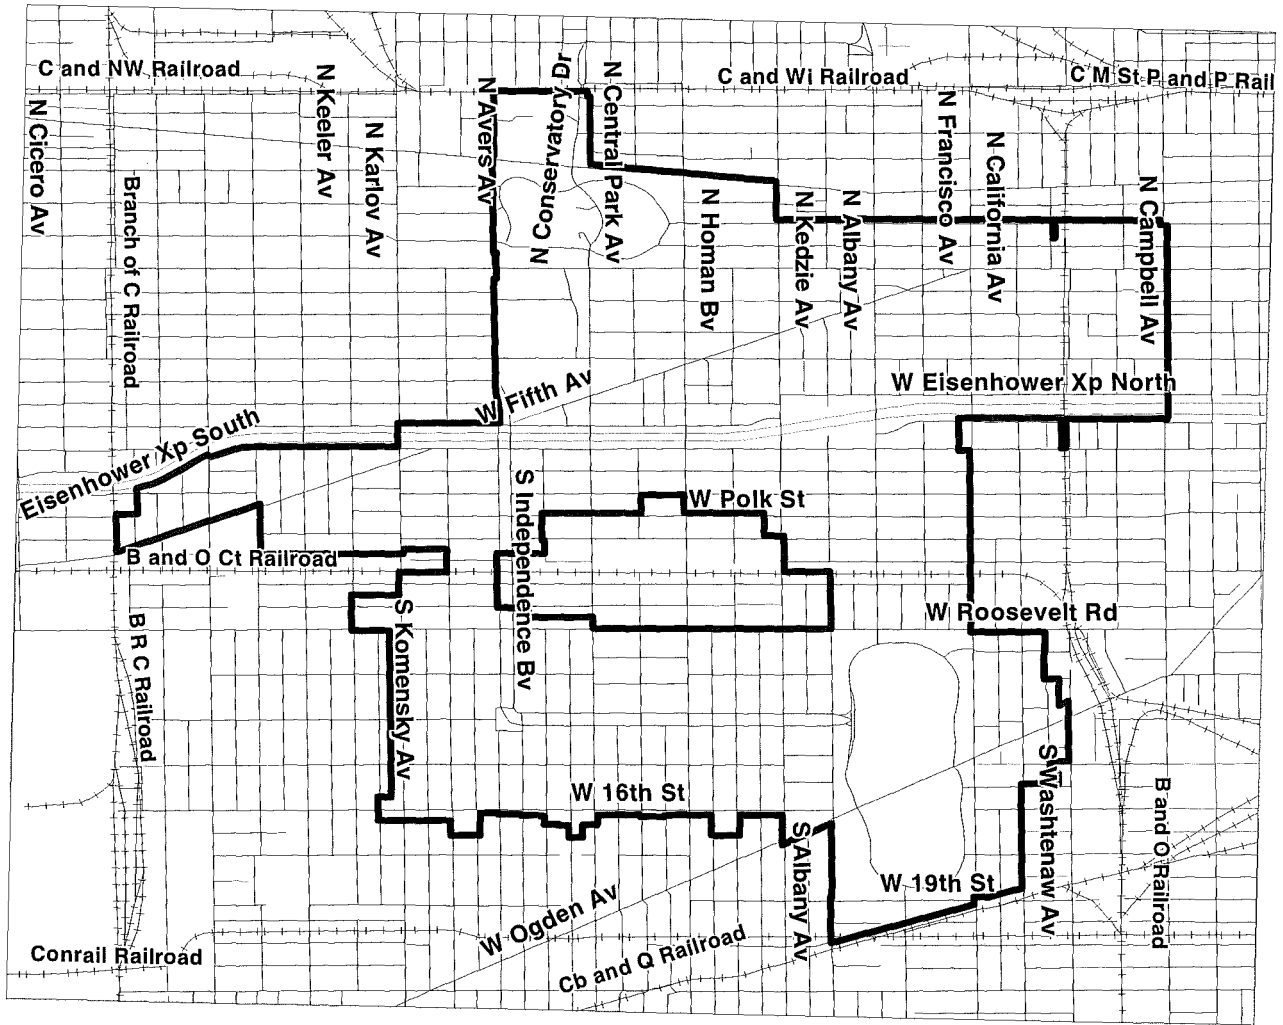 C and NW Railroad
N Keeler Av
N Conservatory Dr
N Central Park Av
C and Wi Railroad
C M St P and P Rail
N Cicero Av
N Karlov Av
N Avers Av
N Francisco Av
N California Av
Branch of C Railroad
N Homan Bv
N Kedzie Av
N Albany Av
N Campbell Av
W Eisenhower Xp North
W Fifth Av
Eisenhower Xp South
S Independence Bv
W Polk St
B and O Ct Railroad
B R C Railroad
S Komensky Av
W Roosevelt Rd
W 16th St
S Washtenaw Av
B and O Railroad
S Albany Av
W 19th St
W Ogden Av
Cb and Q Railroad
Conrail Railroad